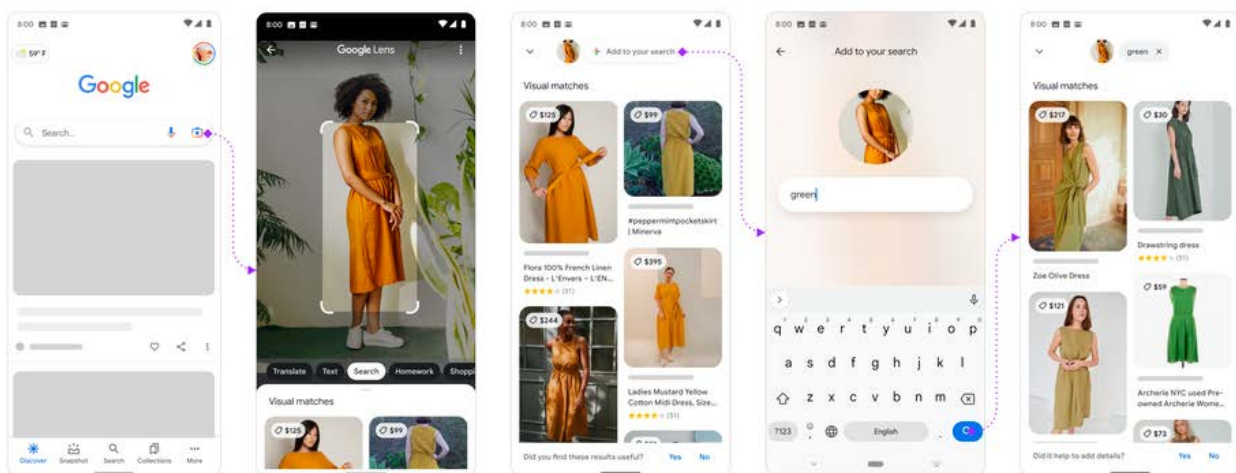 8:00
59° F
Google
Search...
Discover
Snapshot
Search
Collections
More
8:00
Google Lens
Translate
Text
Search
Homework
Shoppi
Visual matches
$125
$99
8:00
Add to your search
Visual matches
$125
Flora 100% French Linen
Dress - L'Envers – L'EN...
(51)
$244
$99
#peppermintpocketskirt
| Minerva
$395
Ladies Mustard Yellow
Cotton Midi Dress, Size...
(51)
Did you find these results useful?
Yes
No
8:00
Add to your search
green
q w e r t y u i o p
a s d f g h j k l
z x c v b n m
?123
English
.
8:00
green ×
Visual matches
$217
Zoe Olive Dress
$121
$30
Drawstring dress
(51)
$59
Archerie NYC used Pre-
owned Archerie Wome...
$73
Did it help to add details?
Yes
No